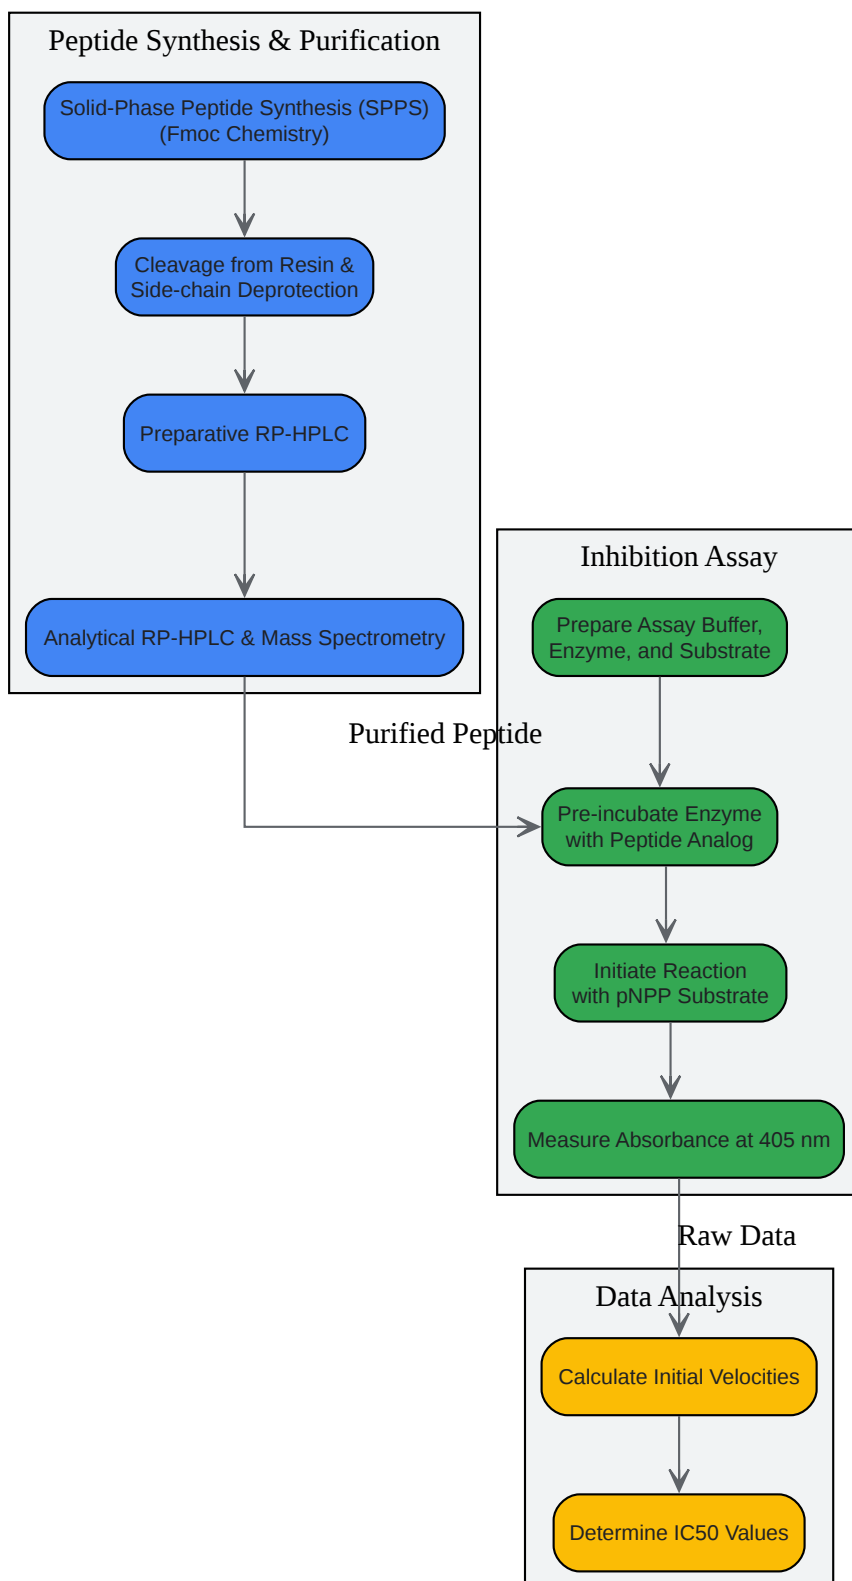 Peptide Synthesis & Purification
Solid-Phase Peptide Synthesis (SPPS)
(Fmoc Chemistry)
Cleavage from Resin &
Side-chain Deprotection
Preparative RP-HPLC
Analytical RP-HPLC & Mass Spectrometry
Purified Peptide
Inhibition Assay
Prepare Assay Buffer,
Enzyme, and Substrate
Pre-incubate Enzyme
with Peptide Analog
Initiate Reaction
with pNPP Substrate
Measure Absorbance at 405 nm
Raw Data
Data Analysis
Calculate Initial Velocities
Determine IC50 Values